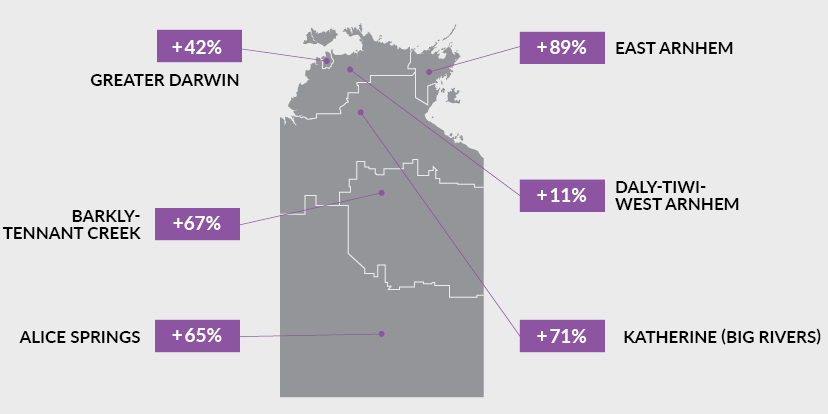 +42%
GREATER DARWIN
+89%
EAST ARNHEM
+11%
DALY-TIWI-
WEST ARNHEM
BARKLY-
TENNANT CREEK
+67%
ALICE SPRINGS
+65%
+71%
KATHERINE (BIG RIVERS)